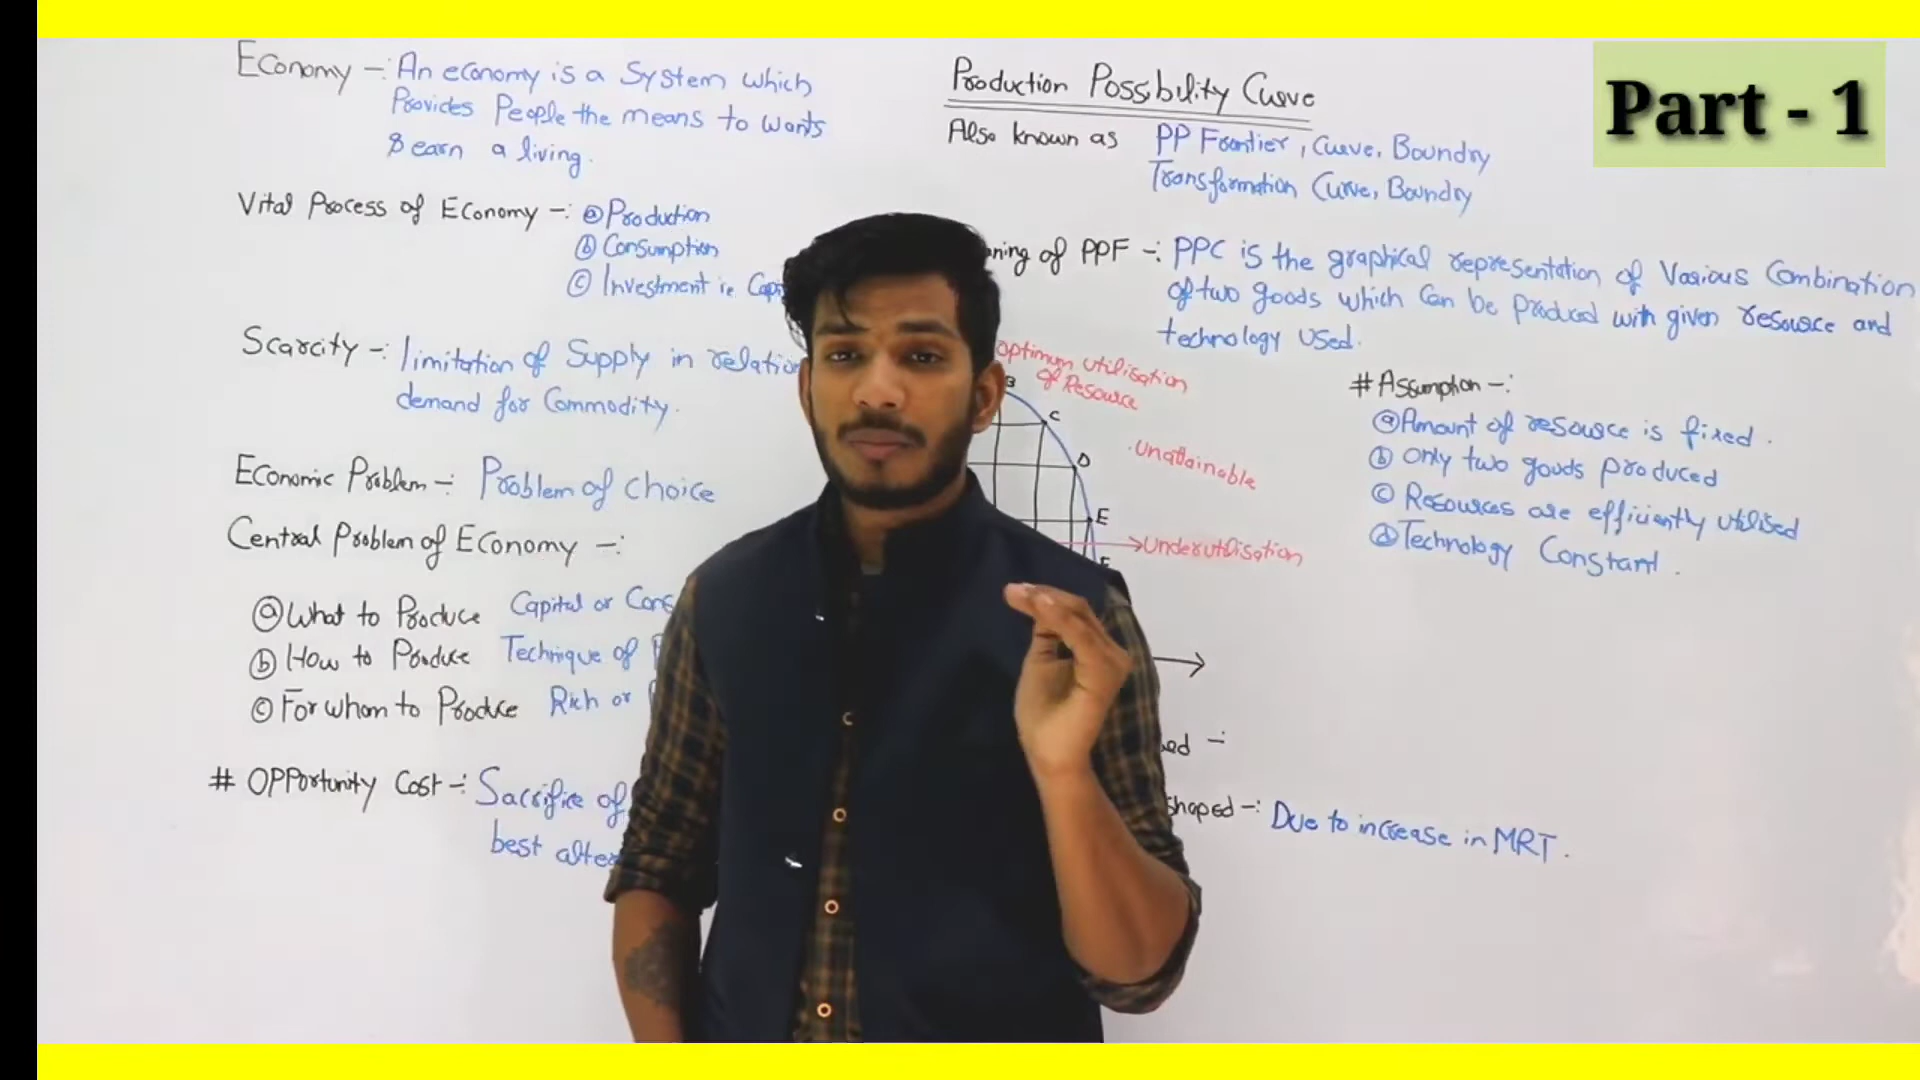 Economy -: An economy is a System which
Provides People the means to wants
& earn a living.
Vital Process of Economy -: ⓐ Production
ⓑ Consumption
ⓒ Investment ie
Scarcity -: limitation of Supply in relation
demand for Commodity.
Economic Problem -: Problem of choice
Central Problem of Economy -:
ⓐ What to Produce Capital or
ⓑ How to Produce Technique of
ⓒ For whom to Produce Rich or
# Opportunity Cost -: Sacrifice of
best
Production Possbility Curve
Also known as PP Frontier, Curve, Boundry
Transformation Curve, Boundry
of PPF -: PPC is the graphical representation of Various Combination
of two goods which can be produced with given resource and
technology used.
optimum utilisation
of Resource
B
C
D
E
F
Unattainable
Underutilisation
# Assumption -:
ⓐ Amount of resource is fixed.
ⓑ Only two goods produced
ⓒ Resources are efficiently utilised
ⓓ Technology Constant.
Shaped -: Due to increase in MRT.
Part - 1